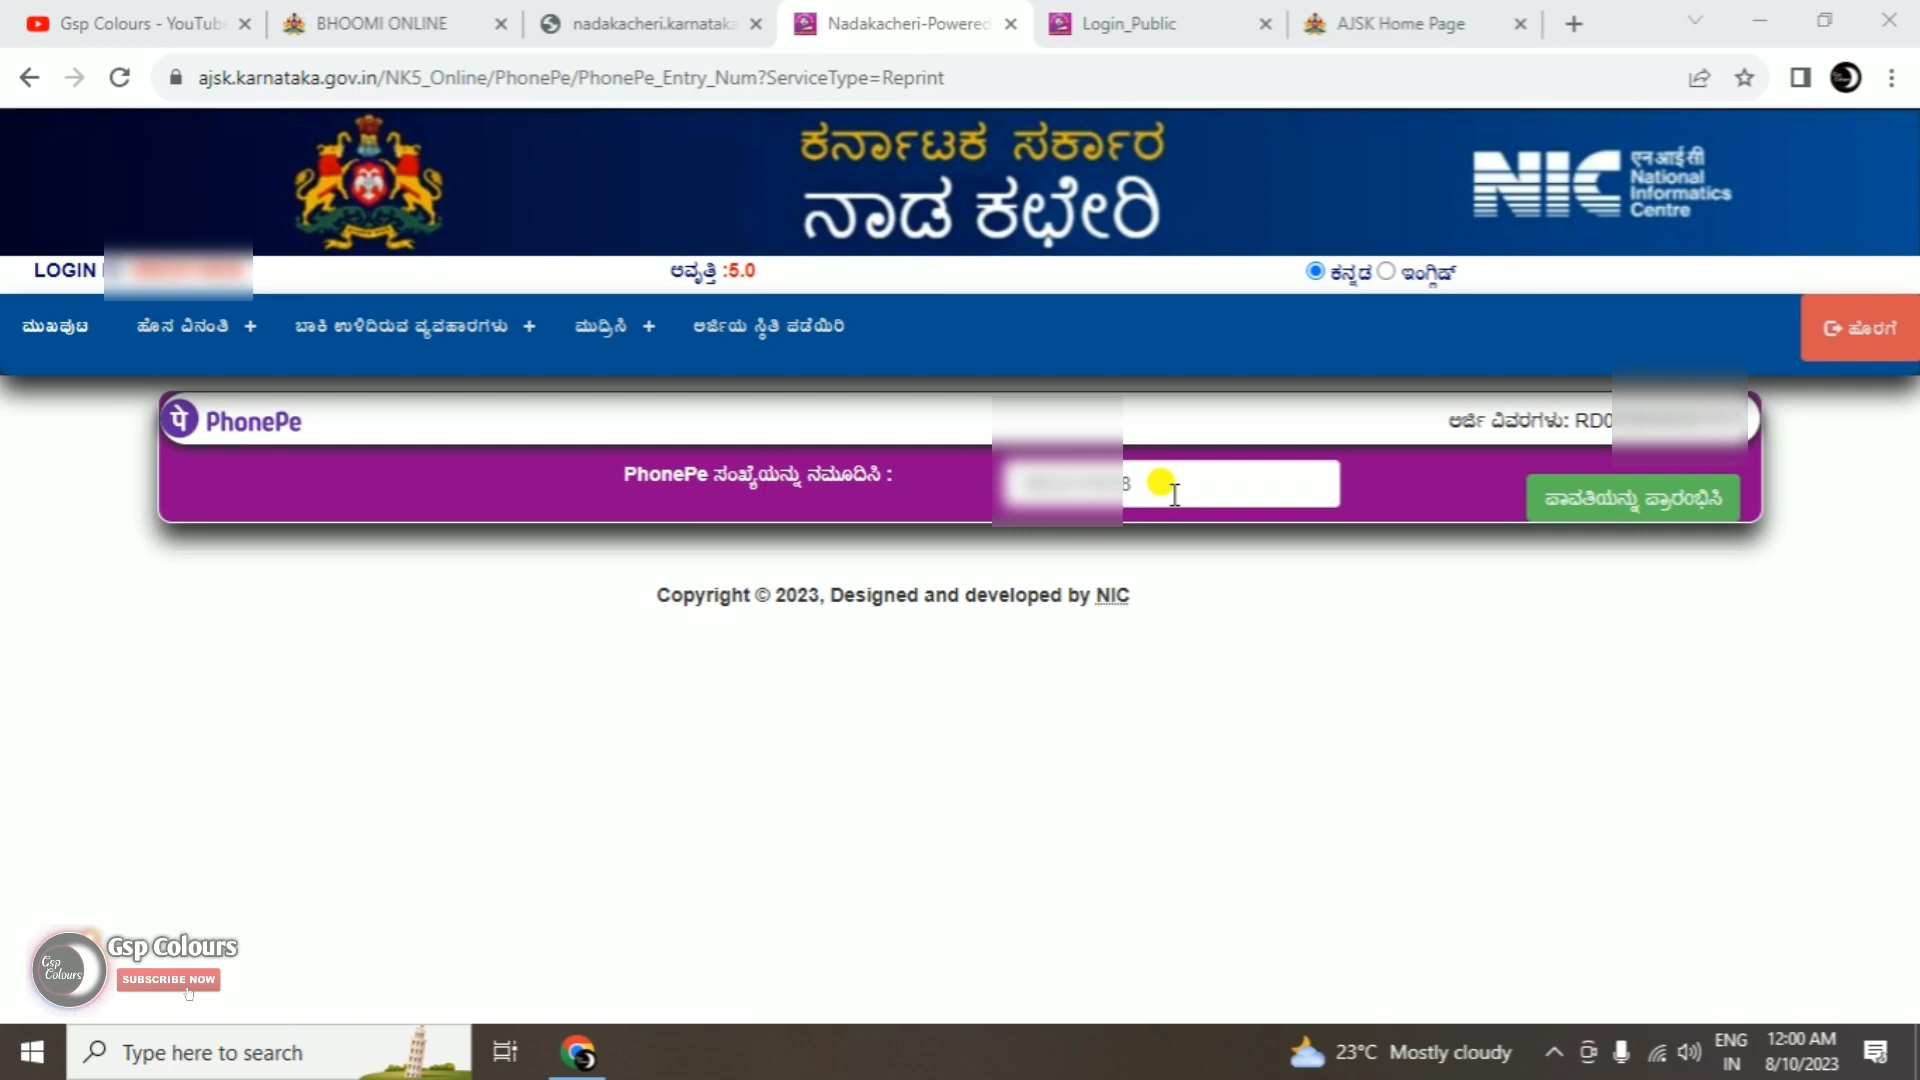 Gsp Colours - YouTub
BHOOMI ONLINE
nadakacheri.karnataka
Nadakacheri-Powered
Login_Public
AJSK Home Page
ajsk.karnataka.gov.in/NK5_Online/PhonePe/PhonePe_Entry_Num?ServiceType=Reprint
ಕರ್ನಾಟಕ ಸರ್ಕಾರ
ನಾಡ ಕಛೇರಿ
NIC
एनआईसी
National
Informatics
Centre
LOGIN
ಆವೃತ್ತಿ :5.0
ಕನ್ನಡ ಇಂಗ್ಲಿಷ್
ಮುಖಪುಟ
ಹೊಸ ವಿನಂತಿ +
ಬಾಕಿ ಉಳಿದಿರುವ ವ್ಯವಹಾರಗಳು +
ಮುದ್ರಿಸಿ +
ಅರ್ಜಿಯ ಸ್ಥಿತಿ ಪಡೆಯಿರಿ
ಹೊರಗೆ
पे PhonePe
ಅರ್ಜಿ ವಿವರಗಳು: RD0
PhonePe ಸಂಖ್ಯೆಯನ್ನು ನಮೂದಿಸಿ :
8
ಪಾವತಿಯನ್ನು ಪ್ರಾರಂಭಿಸಿ
Copyright © 2023, Designed and developed by NIC
Gsp Colours
Gsp
Colours
SUBSCRIBE NOW
Type here to search
23°C Mostly cloudy
ENG
IN
12:00 AM
8/10/2023